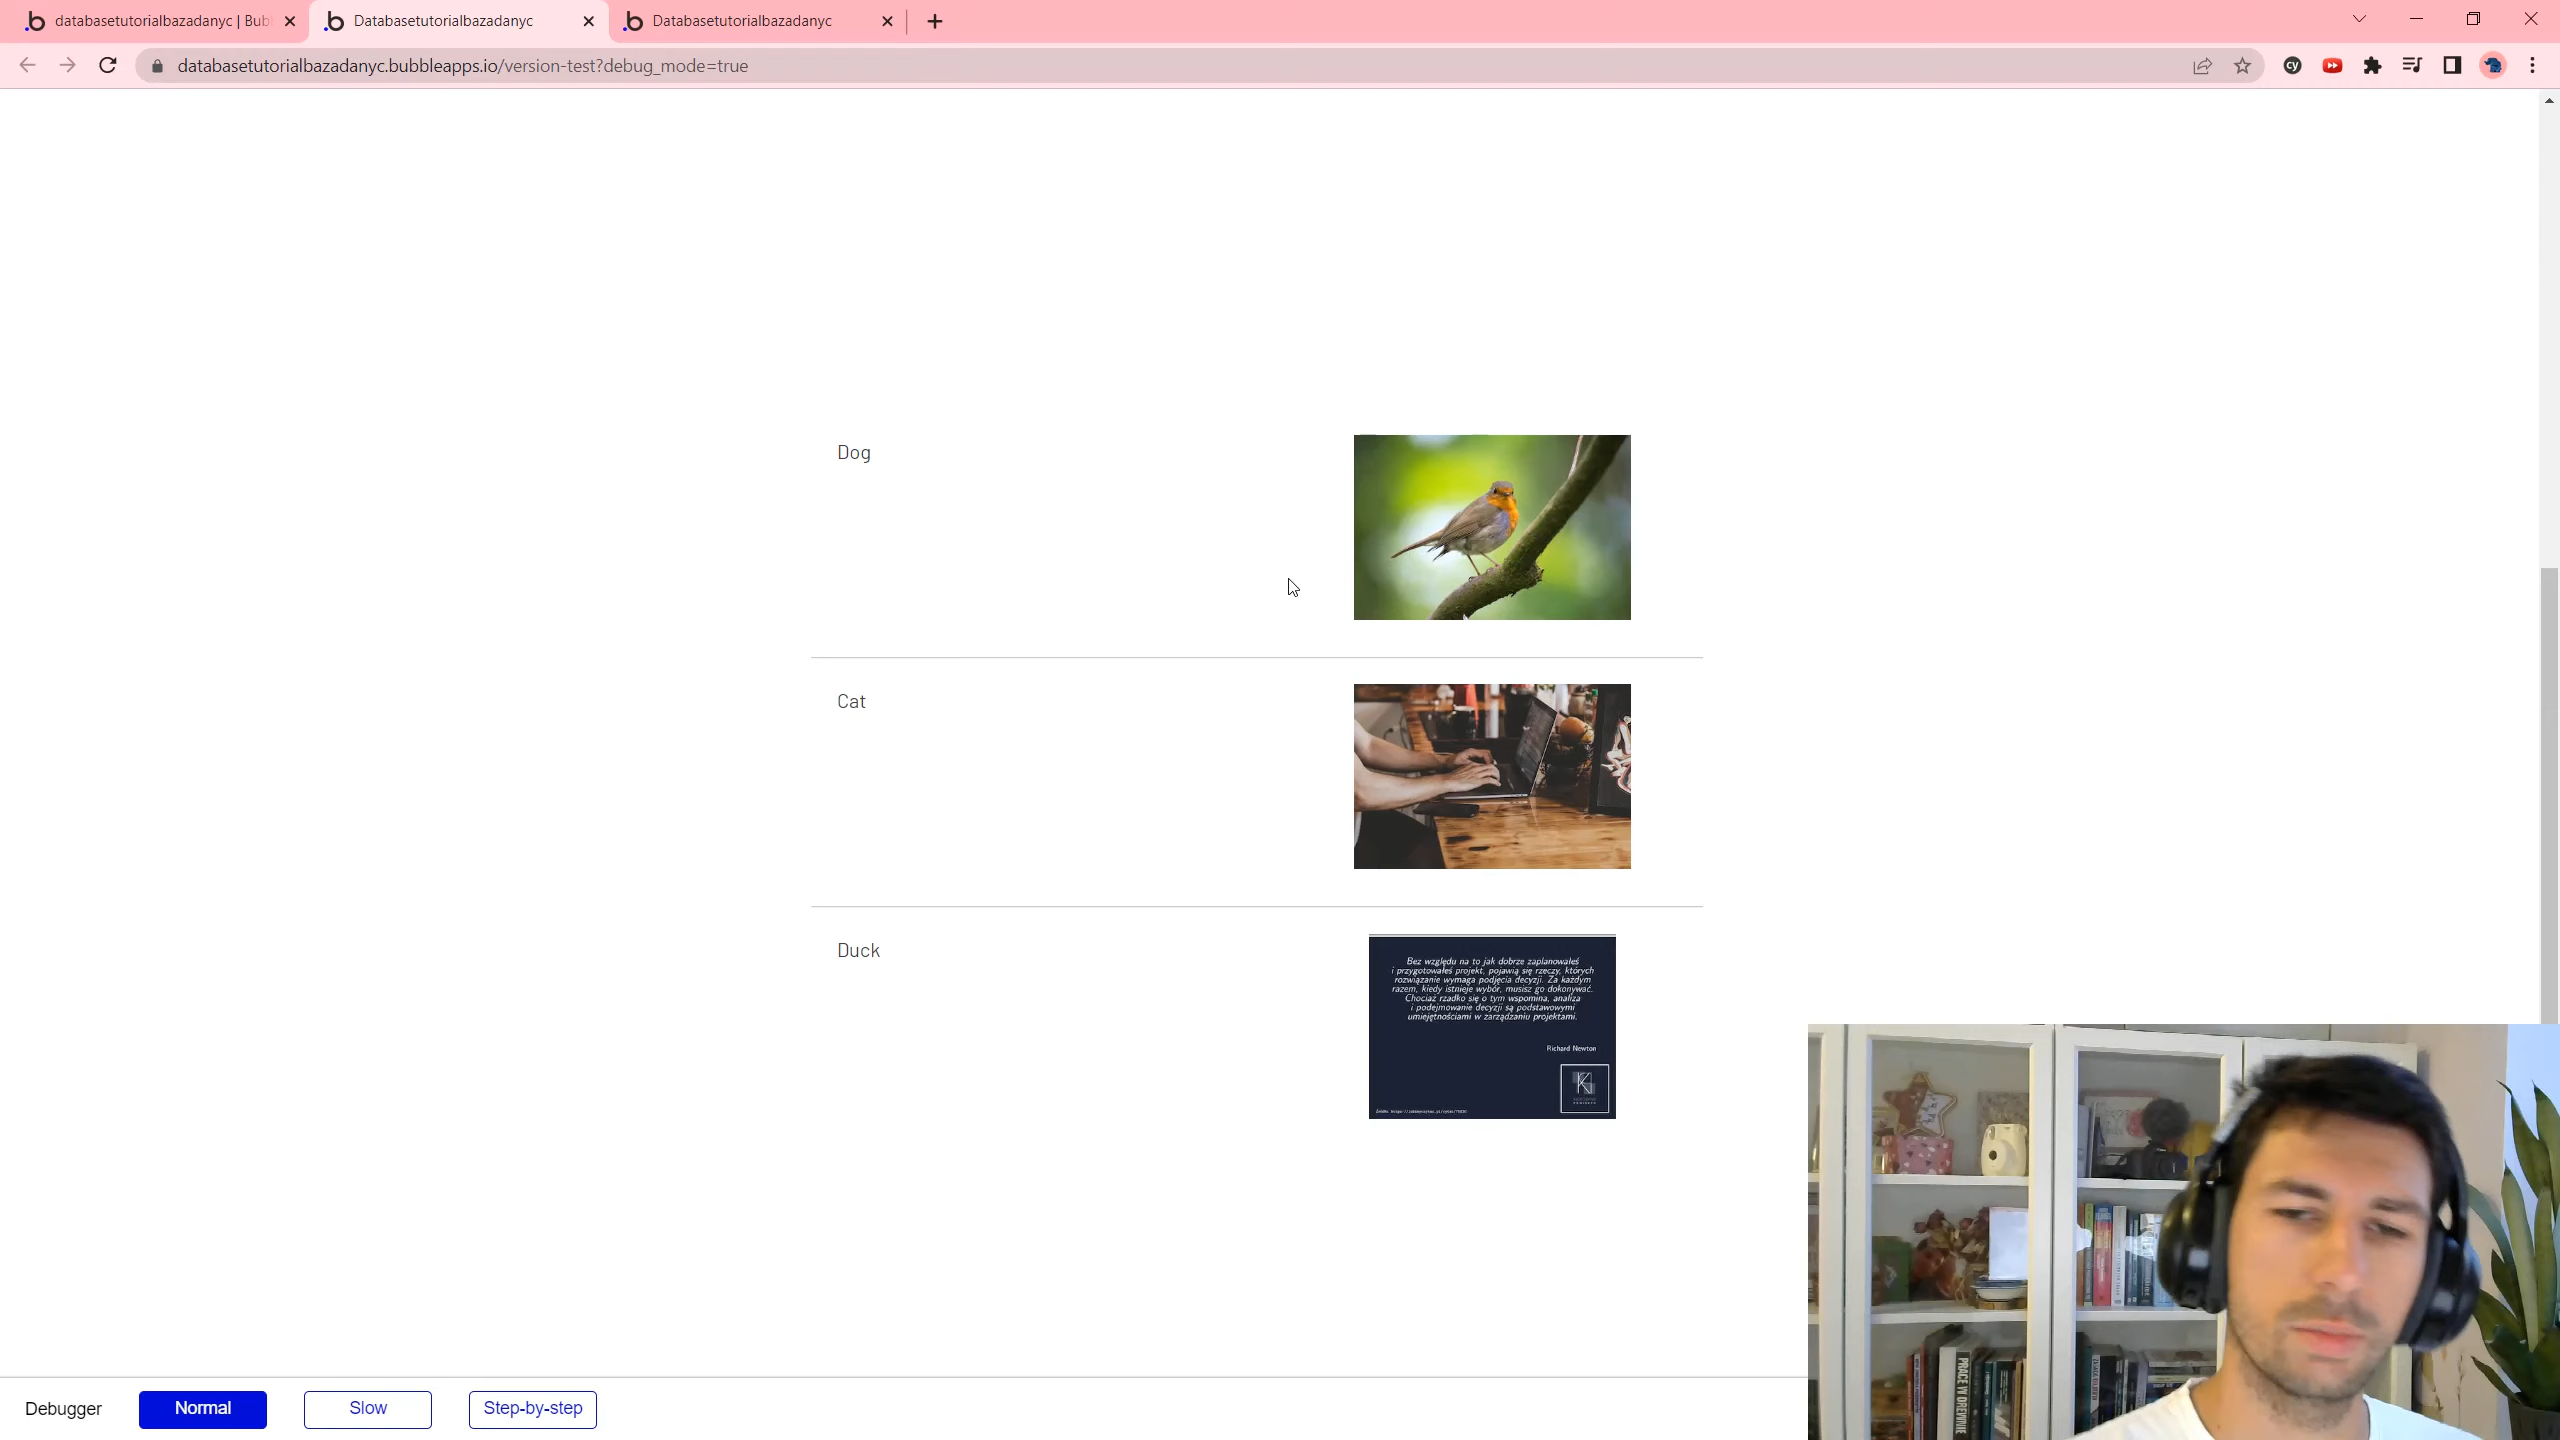 databasetutorialbazadanyc | Bub
Databasetutorialbazadanyc
Databasetutorialbazadanyc
databasetutorialbazadanyc.bubbleapps.io/version-test?debug_mode=true
Dog
Cat
Duck
Bez względu na to jak dobrze zaplanowałeś
i przygotowałeś projekt, pojawią się rzeczy, których
rozwiązanie wymaga podjęcia decyzji. Za każdym
razem, kiedy istnieje wybór, musisz go dokonywać.
Chociaż rzadko się o tym wspomina, analiza
i podejmowanie decyzji są podstawowymi
umiejętnościami w zarządzaniu projektami.
Richard Newton
PRACE W DREWNIE
Debugger
Normal
Slow
Step-by-step